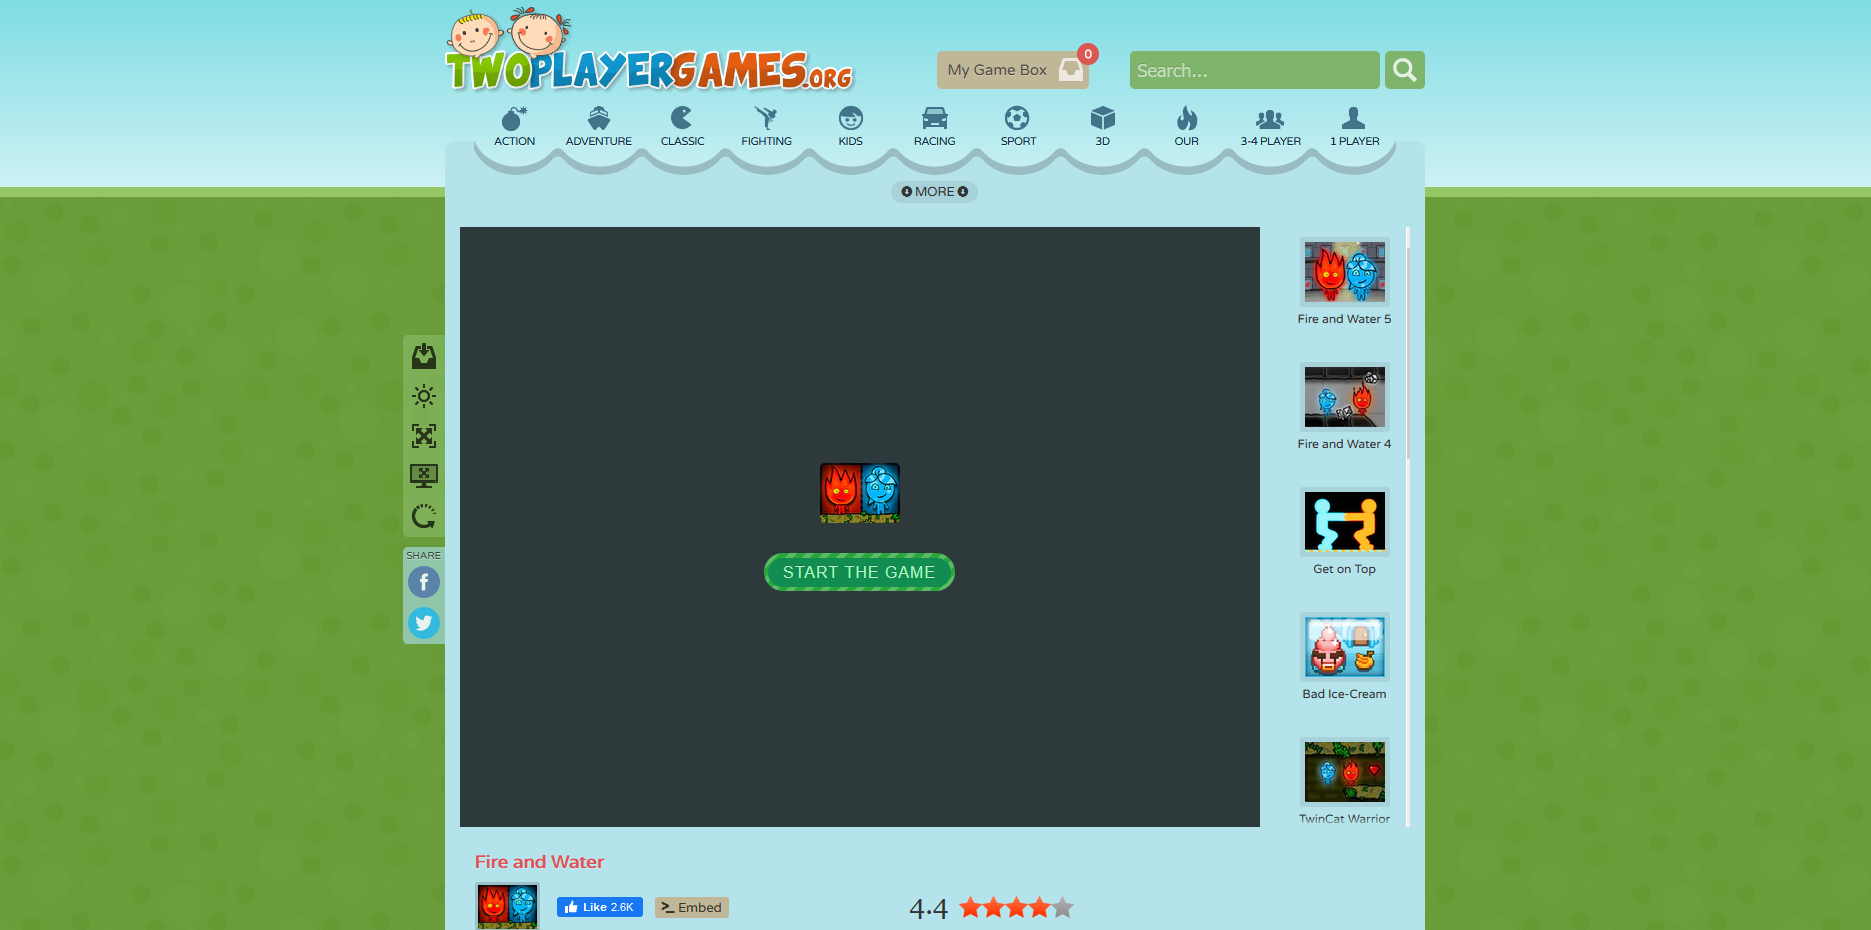 TWOPLAYERGAMES.ORG
My Game Box
0
Search...
ACTION
ADVENTURE
CLASSIC
FIGHTING
KIDS
RACING
SPORT
3D
OUR
3-4 PLAYER
1 PLAYER
MORE
Fire and Water 5
Fire and Water 4
START THE GAME
SHARE
Get on Top
Bad Ice-Cream
TwinCat Warrior
Fire and Water
Like 2.6K
Embed
4.4